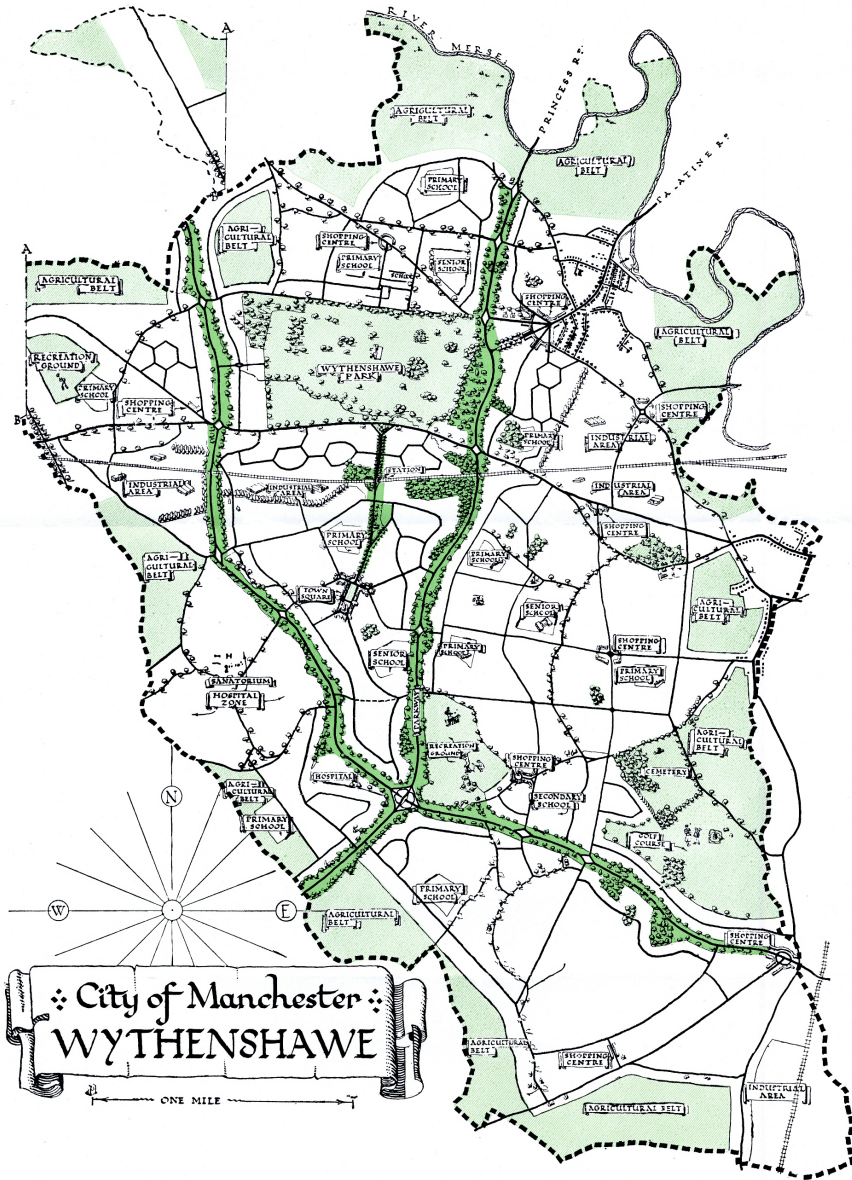 A
RIVER MERSEY
PRINCESS RD.
AGRICULTURAL
BELT
AGRICULTURAL
BELT
PALATINE RD.
B
PRIMARY
SCHOOL
AGRI-
CULTURAL
BELT
SHOPPING
CENTRE
PRIMARY
SCHOOL
SENIOR
SCHOOL
A
AGRICULTURAL
BELT
SHOPPING
CENTRE
AGRICULTURAL
BELT
RECREATION
GROUND
WYTHENSHAWE
PARK
PRIMARY
SCHOOL
SHOPPING
CENTRE
SHOPPING
CENTRE
B
PRIMARY
SCHOOL
INDUSTRIAL
AREA
STATION
INDUSTRIAL
AREA
INDUSTRIAL
AREA
INDUSTRIAL
AREA
SHOPPING
CENTRE
PRIMARY
SCHOOL
PRIMARY
SCHOOL
AGRI-
CULTURAL
BELT
TOWN
SQUARE
SENIOR
SCHOOL
AGRI-
CULTURAL
BELT
SENIOR
SCHOOL
PRIMARY
SCHOOL
SHOPPING
CENTRE
PRIMARY
SCHOOL
H
SANATORIUM
HOSPITAL
ZONE
PARKWAY
AGRI-
CULTURAL
BELT
RECREATION
GROUND
SHOPPING
CENTRE
CEMETERY
HOSPITAL
AGRI-
CULTURAL
BELT
SECONDARY
SCHOOL
PRIMARY
SCHOOL
GOLF
COURSE
N
W
E
PRIMARY
SCHOOL
AGRICULTURAL
BELT
SHOPPING
CENTRE
City of Manchester
WYTHENSHAWE
AGRICULTURAL
BELT
SHOPPING
CENTRE
ONE MILE
INDUSTRIAL
AREA
AGRICULTURAL BELT